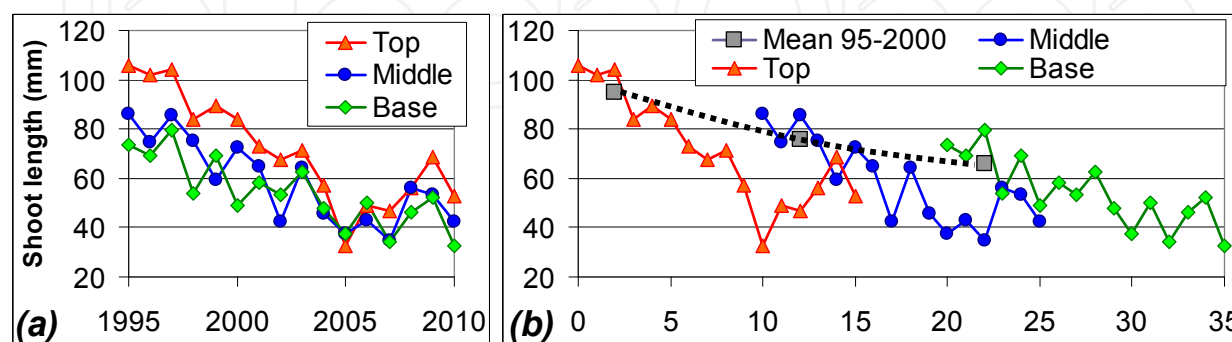 Shoot length (mm)
120
100
80
60
40
20
Top
Middle
Base
(a)
1995 2000 2005 2010
120
100
80
60
40
20
Mean 95-2000 Middle
Top Base
(b)
0 5 10 15 20 25 30 35